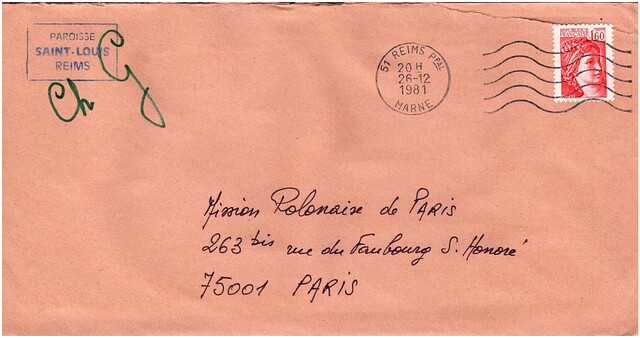 PAROISSE
SAINT-LOUIS
REIMS
Ch G
51 REIMS PPAL
20 H
26-12
1981
MARNE
1,60
Mission Polonaise de PARIS
263 bis rue du Faubourg S. Honoré
75001 PARIS